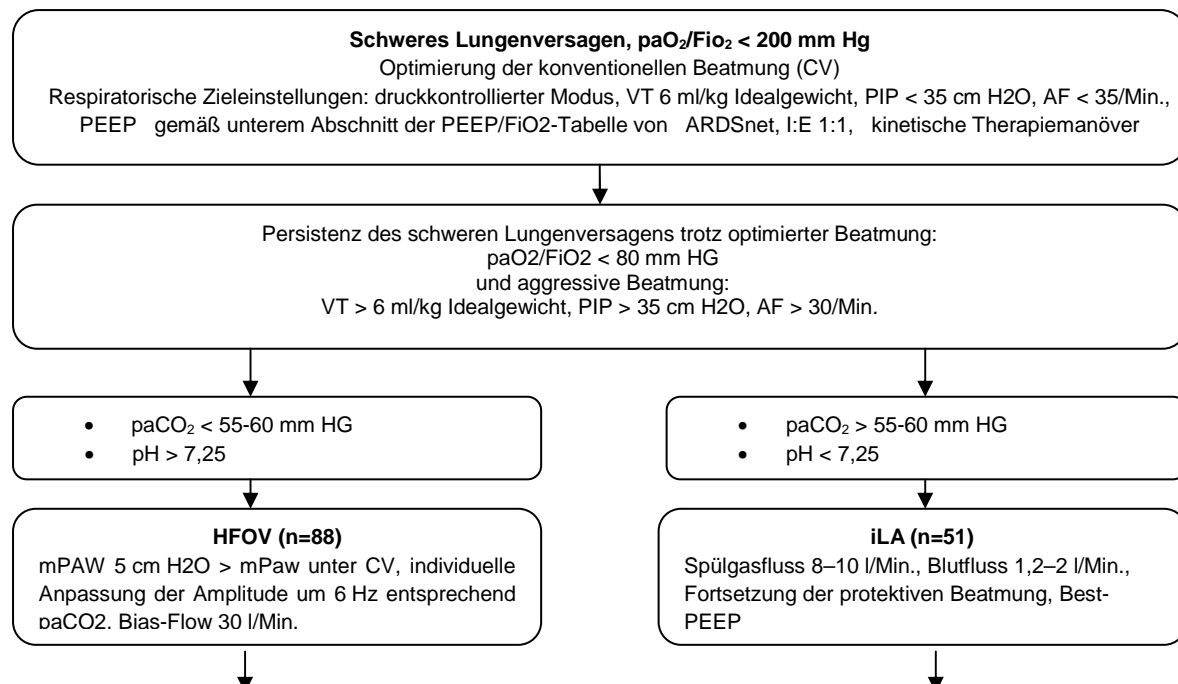 Schweres Lungenversagen, paO₂/Fio₂ < 200 mm Hg
Optimierung der konventionellen Beatmung (CV)
Respiratorische Zieleinstellungen: druckkontrollierter Modus, VT 6 ml/kg Idealgewicht, PIP < 35 cm H2O, AF < 35/Min.,
PEEP gemäß unterem Abschnitt der PEEP/FiO2-Tabelle von ARDSnet, I:E 1:1, kinetische Therapiemanöver
Persistenz des schweren Lungenversagens trotz optimierter Beatmung:
paO2/FiO2 < 80 mm HG
und aggressive Beatmung:
VT > 6 ml/kg Idealgewicht, PIP > 35 cm H2O, AF > 30/Min.
• paCO₂ < 55-60 mm HG
• pH > 7,25
• paCO₂ > 55-60 mm HG
• pH < 7,25
HFOV (n=88)
mPAW 5 cm H2O > mPaw unter CV, individuelle
Anpassung der Amplitude um 6 Hz entsprechend
paCO2. Bias-Flow 30 l/Min.
iLA (n=51)
Spülgasfluss 8–10 l/Min., Blutfluss 1,2–2 l/Min.,
Fortsetzung der protektiven Beatmung, Best-
PEEP